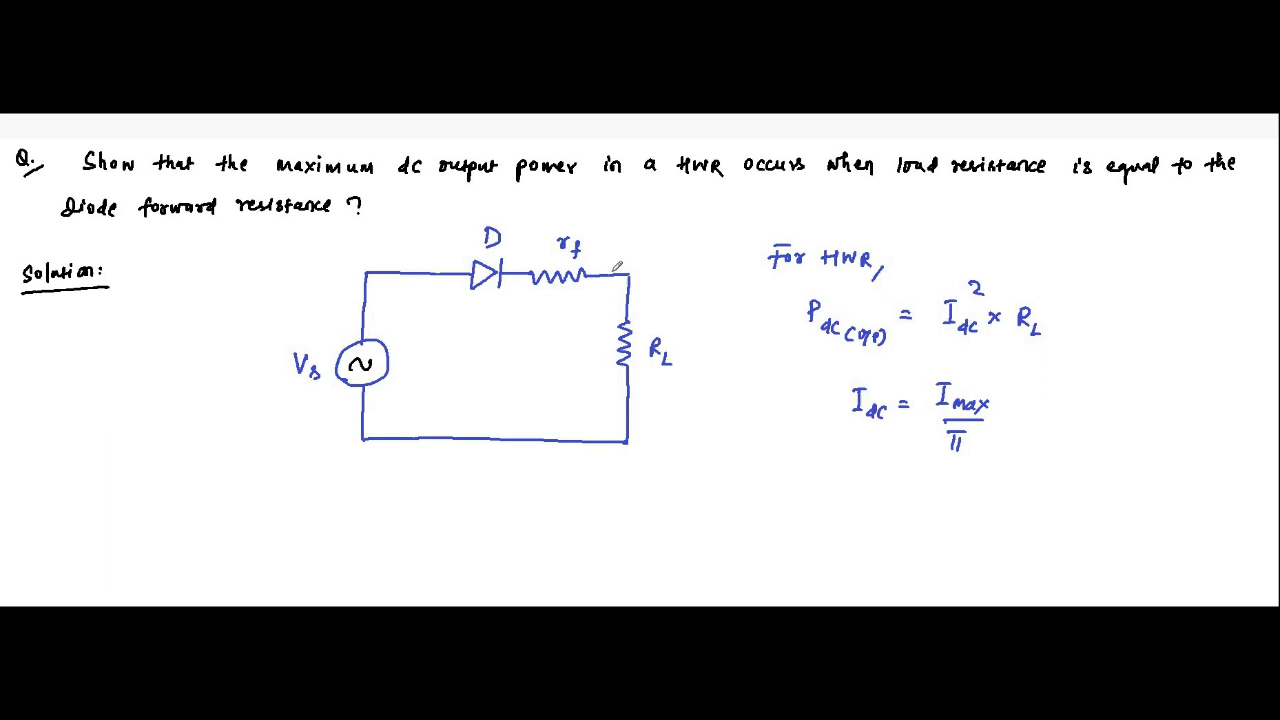 Q. Show that the maximum dc output power in a HWR occurs when load resistance is equal to the
diode forward resistance ?
Solution:
D
rf
Vs
~
RL
For HWR,
Pdc(o/p) = Idc² × RL
Idc = Imax
π